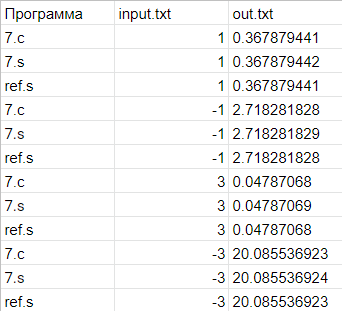 Программа input.txt out.txt
7.c 1 0.367879441
7.s 1 0.367879442
ref.s 1 0.367879441
7.c -1 2.718281828
7.s -1 2.718281829
ref.s -1 2.718281828
7.c 3 0.04787068
7.s 3 0.04787069
ref.s 3 0.04787068
7.c -3 20.085536923
7.s -3 20.085536924
ref.s -3 20.085536923